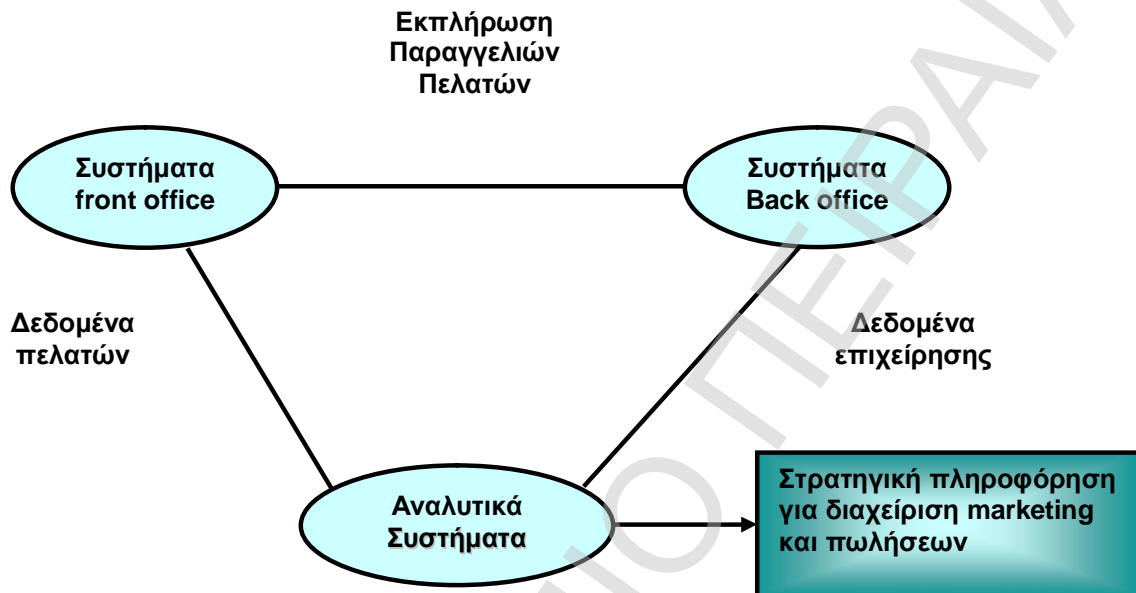 Εκπλήρωση
Παραγγελιών
Πελατών
Συστήματα
front office
Συστήματα
Back office
Δεδομένα
πελατών
Δεδομένα
επιχείρησης
Αναλυτικά
Συστήματα
Στρατηγική πληροφόρηση
για διαχείριση marketing
και πωλήσεων